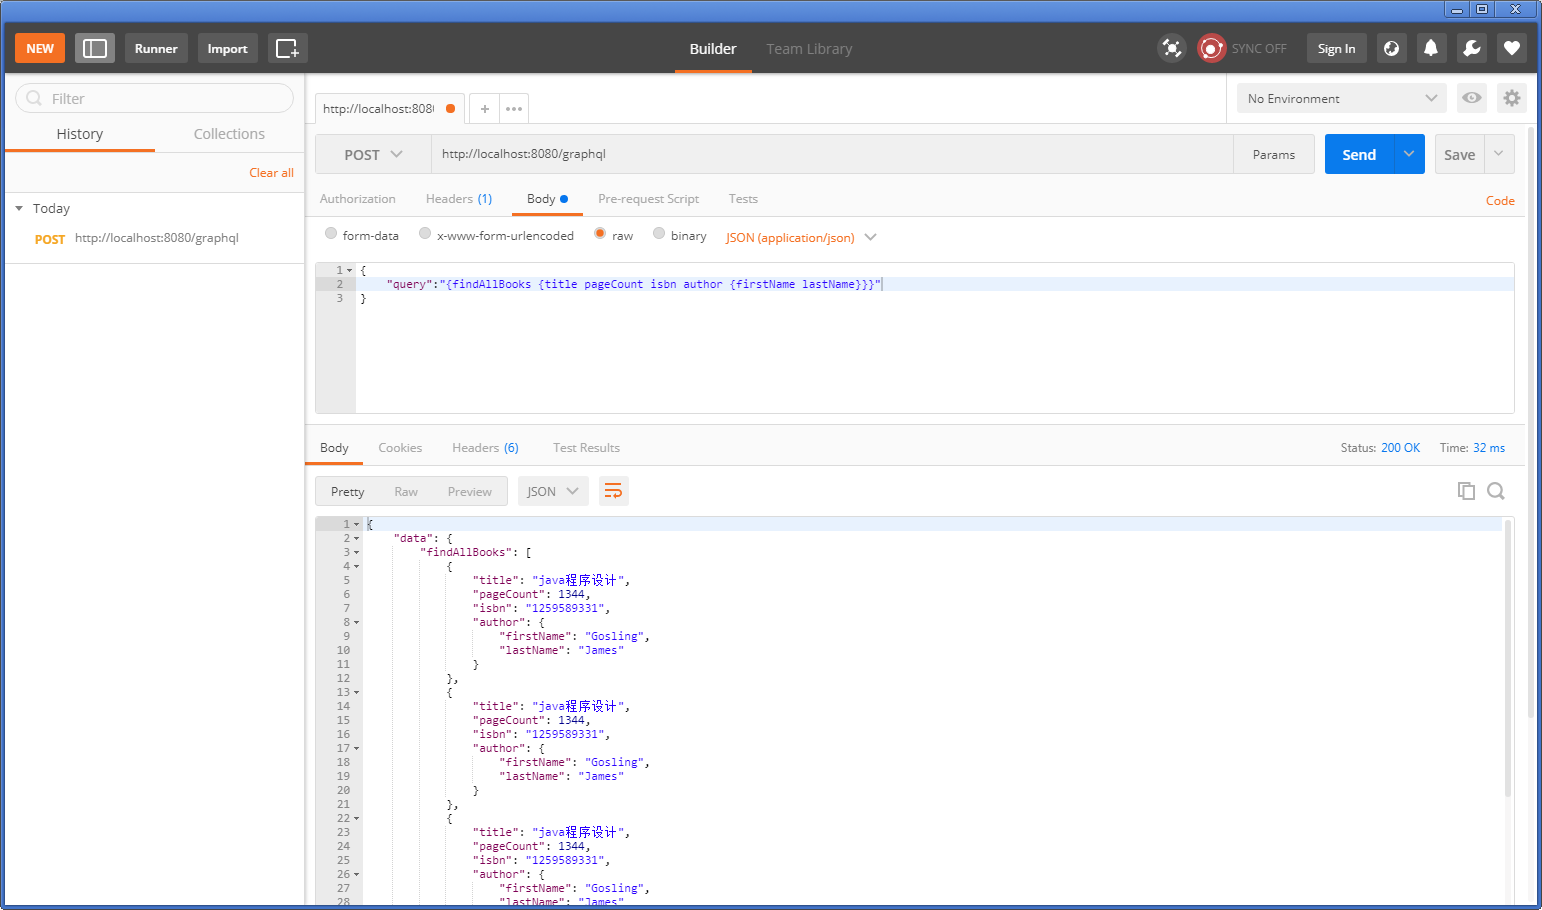 NEW
Runner
Import
Builder
Team Library
SYNC OFF
Sign In
Filter
History
Collections
Clear all
Today
POST http://localhost:8080/graphql
http://localhost:808
No Environment
POST
http://localhost:8080/graphql
Params
Send
Save
Authorization
Headers (1)
Body
Pre-request Script
Tests
Code
form-data
x-www-form-urlencoded
raw
binary
JSON (application/json)
1 {
2 "query":"{findAllBooks {title pageCount isbn author {firstName lastName}}}"
3 }
Body
Cookies
Headers (6)
Test Results
Status: 200 OK
Time: 32 ms
Pretty
Raw
Preview
JSON
1 {
2 "data": {
3 "findAllBooks": [
4 {
5 "title": "java程序设计",
6 "pageCount": 1344,
7 "isbn": "1259589331",
8 "author": {
9 "firstName": "Gosling",
10 "lastName": "James"
11 }
12 },
13 {
14 "title": "java程序设计",
15 "pageCount": 1344,
16 "isbn": "1259589331",
17 "author": {
18 "firstName": "Gosling",
19 "lastName": "James"
20 }
21 },
22 {
23 "title": "java程序设计",
24 "pageCount": 1344,
25 "isbn": "1259589331",
26 "author": {
27 "firstName": "Gosling",
28 "lastName": "James"